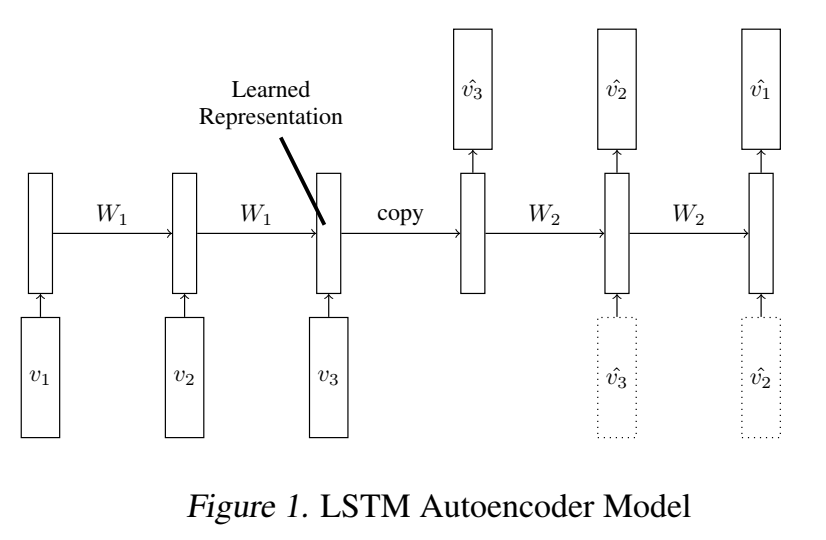 v̂₃ v̂₂ v̂₁
Learned
Representation
W₁ W₁ copy W₂ W₂
v₁ v₂ v₃ v̂₃ v̂₂
Figure 1. LSTM Autoencoder Model